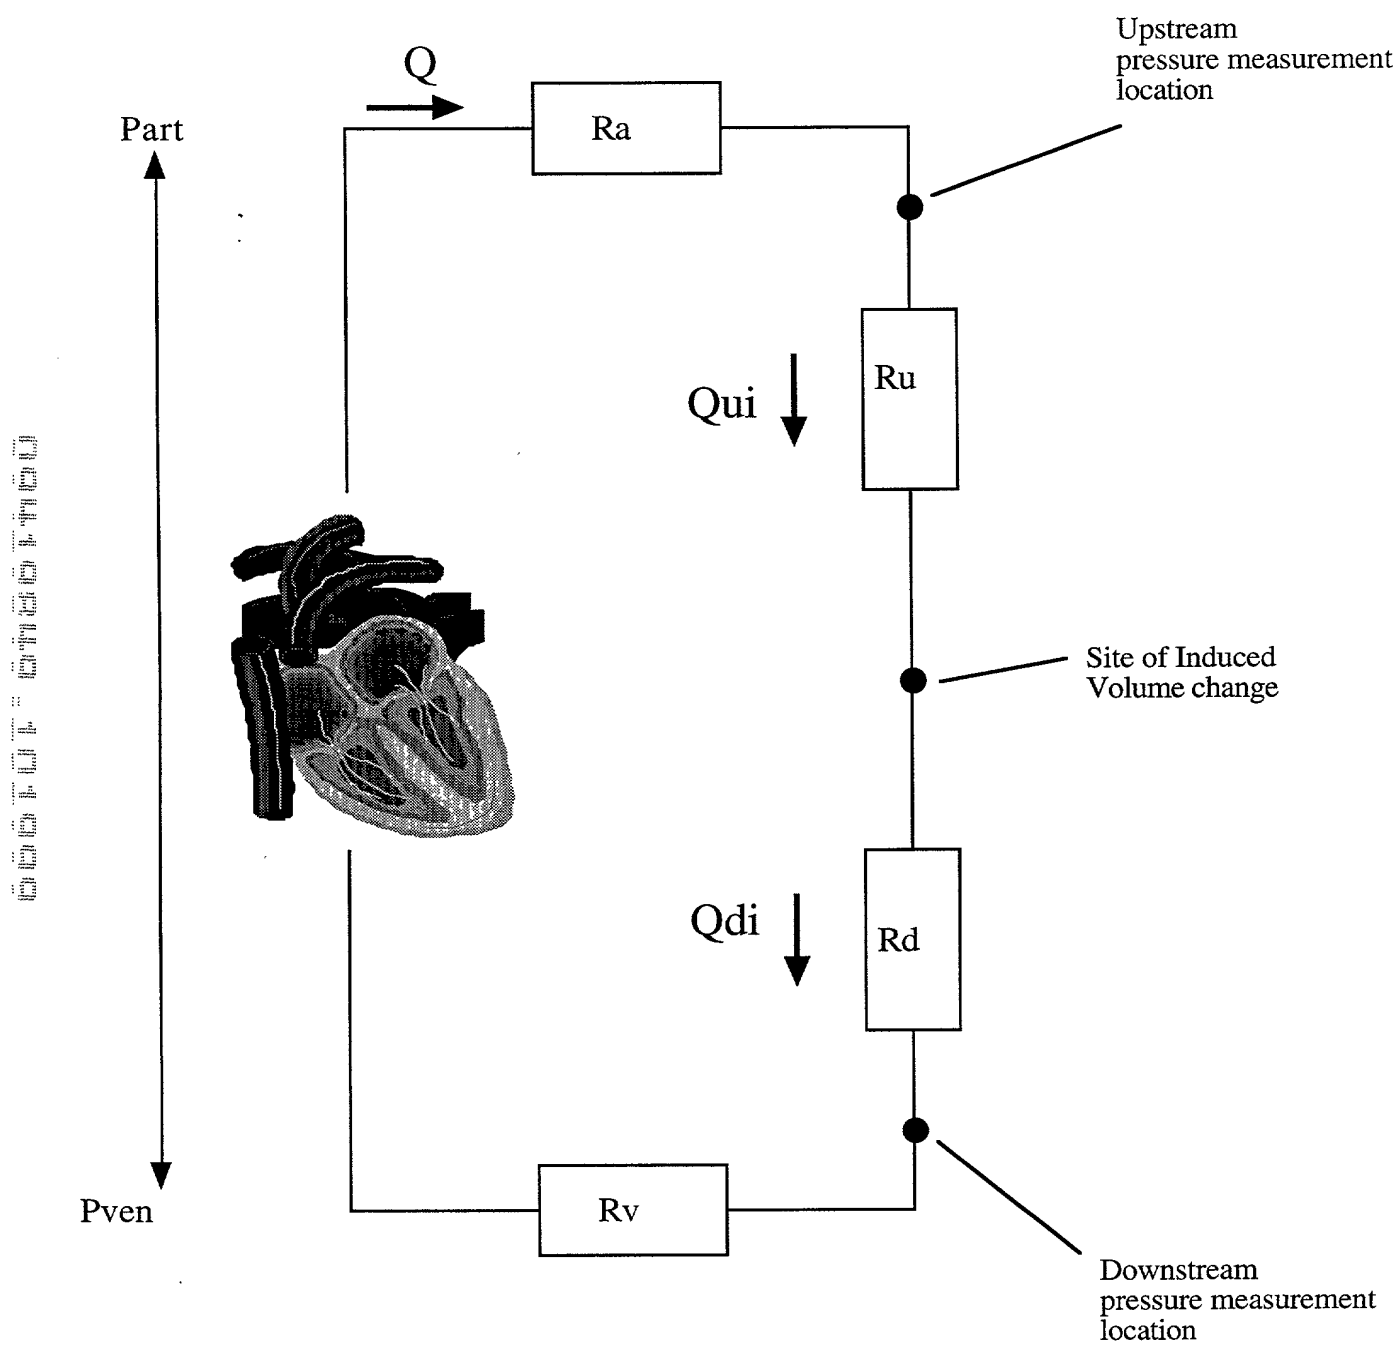 Upstream
pressure measurement
location
Q
Part
Ra
Ru
Qui
Site of Induced
Volume change
Qdi
Rd
Pven
Rv
Downstream
pressure measurement
location